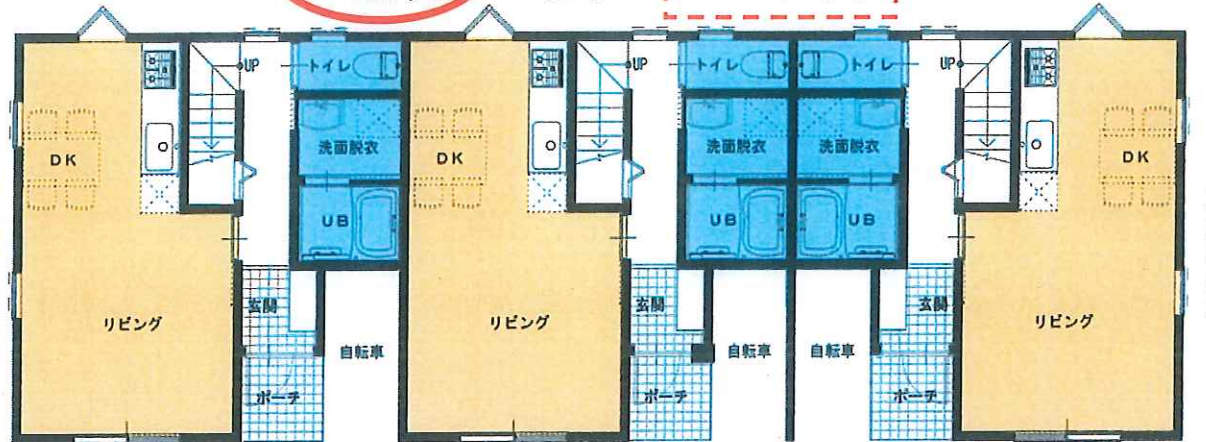 UP
トイレ
UP
トイレ
トイレ
UP
DK
洗面脱衣
DK
洗面脱衣
洗面脱衣
DK
UB
UB
UB
リビング
玄関
リビング
玄関
玄関
リビング
自転車
自転車
自転車
ポーチ
ポーチ
ポーチ